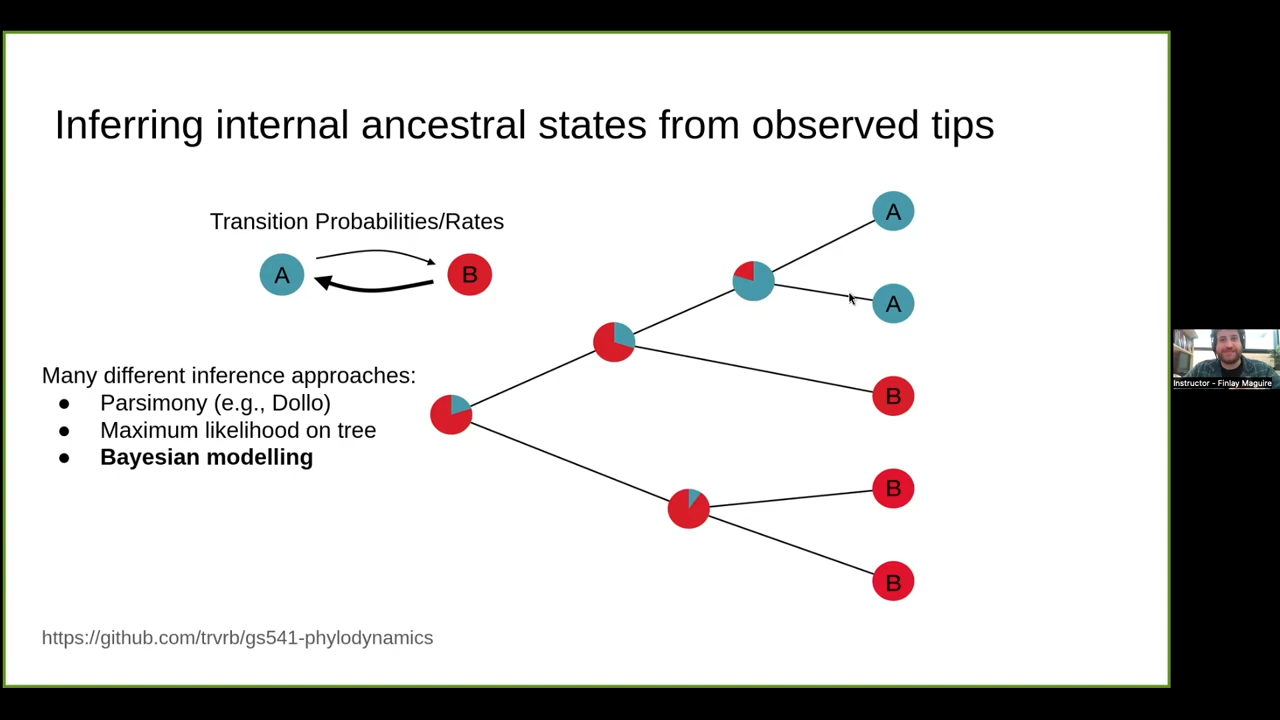 Inferring internal ancestral states from observed tips
Transition Probabilities/Rates
A
B
Many different inference approaches:
● Parsimony (e.g., Dollo)
● Maximum likelihood on tree
● Bayesian modelling
A
A
B
B
B
https://github.com/trvrb/gs541-phylodynamics
Instructor - Finlay Maguire